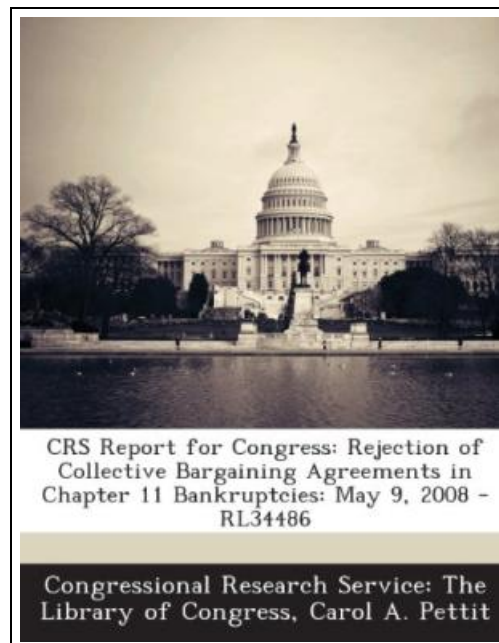 CRS Report for Congress: Rejection of
Collective Bargaining Agreements in
Chapter 11 Bankruptcies: May 9, 2008 -
RL34486
Congressional Research Service: The
Library of Congress, Carol A. Pettit